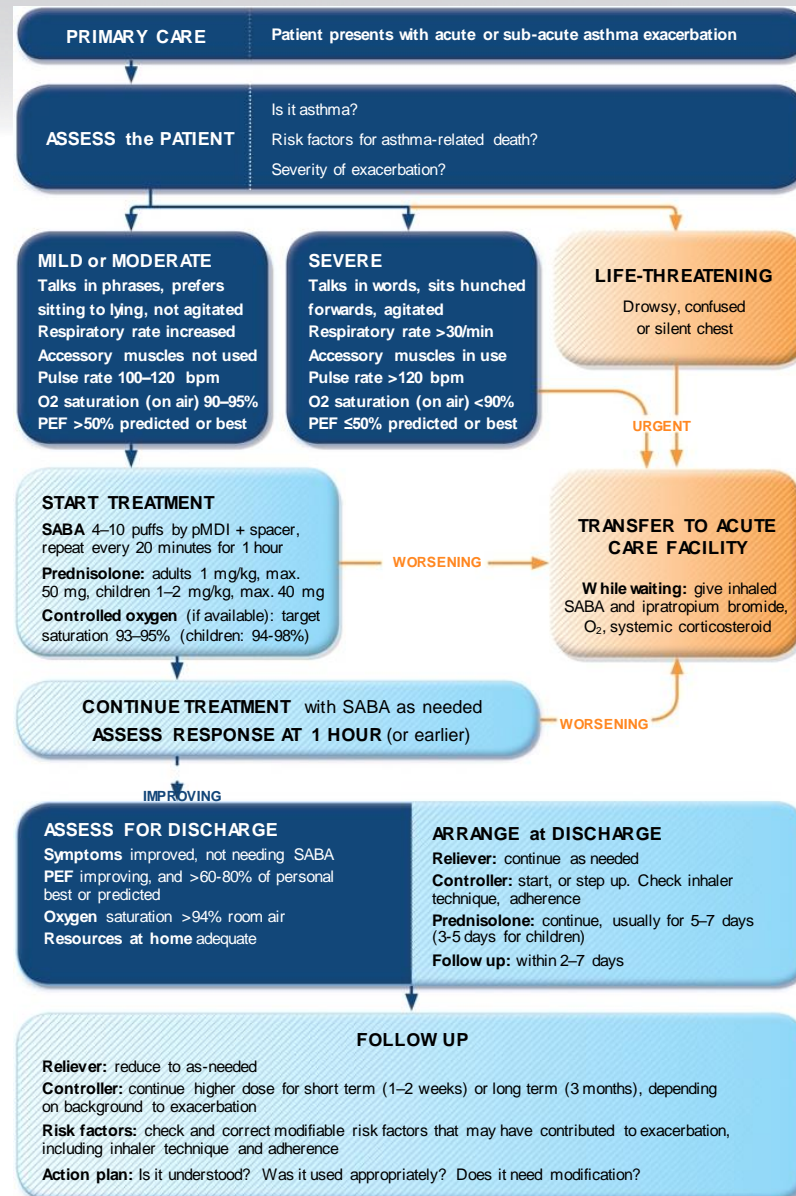 PRIMARY CARE
Patient presents with acute or sub-acute asthma exacerbation
ASSESS the PATIENT
Is it asthma?
Risk factors for asthma-related death?
Severity of exacerbation?
MILD or MODERATE
Talks in phrases, prefers
sitting to lying, not agitated
Respiratory rate increased
Accessory muscles not used
Pulse rate 100–120 bpm
O2 saturation (on air) 90–95%
PEF >50% predicted or best
SEVERE
Talks in words, sits hunched
forwards, agitated
Respiratory rate >30/min
Accessory muscles in use
Pulse rate >120 bpm
O2 saturation (on air) <90%
PEF ≤50% predicted or best
LIFE-THREATENING
Drowsy, confused
or silent chest
URGENT
START TREATMENT
SABA 4–10 puffs by pMDI + spacer,
repeat every 20 minutes for 1 hour
Prednisolone: adults 1 mg/kg, max.
50 mg, children 1–2 mg/kg, max. 40 mg
Controlled oxygen (if available): target
saturation 93–95% (children: 94-98%)
WORSENING
TRANSFER TO ACUTE
CARE FACILITY
While waiting: give inhaled
SABA and ipratropium bromide,
O₂, systemic corticosteroid
CONTINUE TREATMENT with SABA as needed
ASSESS RESPONSE AT 1 HOUR (or earlier)
WORSENING
IMPROVING
ASSESS FOR DISCHARGE
Symptoms improved, not needing SABA
PEF improving, and >60-80% of personal
best or predicted
Oxygen saturation >94% room air
Resources at home adequate
ARRANGE at DISCHARGE
Reliever: continue as needed
Controller: start, or step up. Check inhaler
technique, adherence
Prednisolone: continue, usually for 5–7 days
(3-5 days for children)
Follow up: within 2–7 days
FOLLOW UP
Reliever: reduce to as-needed
Controller: continue higher dose for short term (1–2 weeks) or long term (3 months), depending
on background to exacerbation
Risk factors: check and correct modifiable risk factors that may have contributed to exacerbation,
including inhaler technique and adherence
Action plan: Is it understood? Was it used appropriately? Does it need modification?